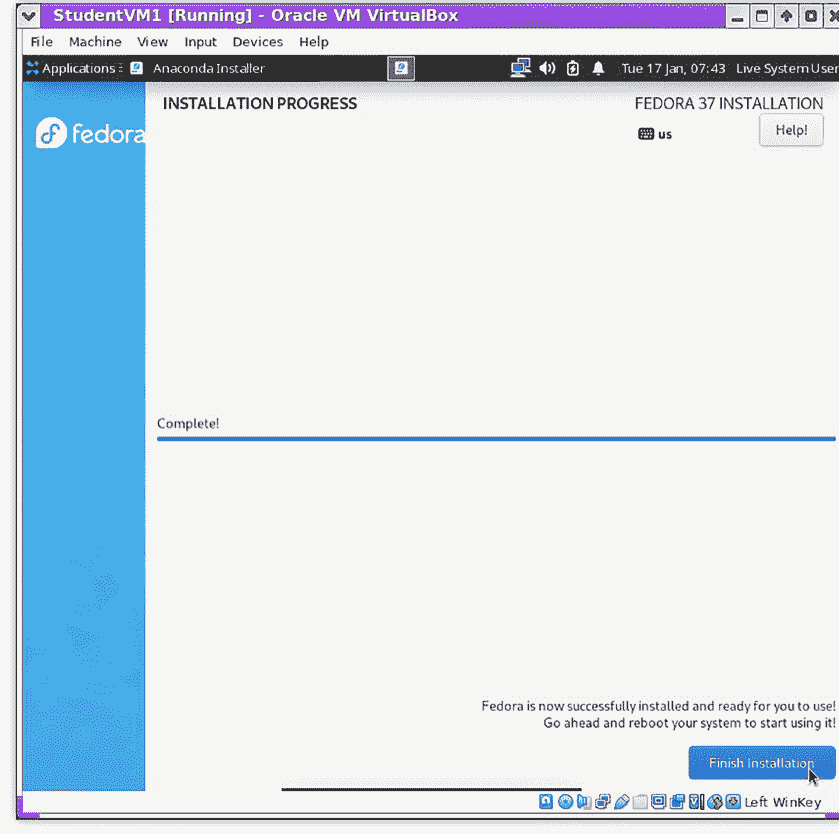 StudentVM1 [Running] - Oracle VM VirtualBox
File Machine View Input Devices Help
Applications Anaconda Installer Tue 17 Jan, 07:43 Live System User
fedora
INSTALLATION PROGRESS
FEDORA 37 INSTALLATION
us
Help!
Complete!
Fedora is now successfully installed and ready for you to use!
Go ahead and reboot your system to start using it!
Finish Installation
Left WinKey